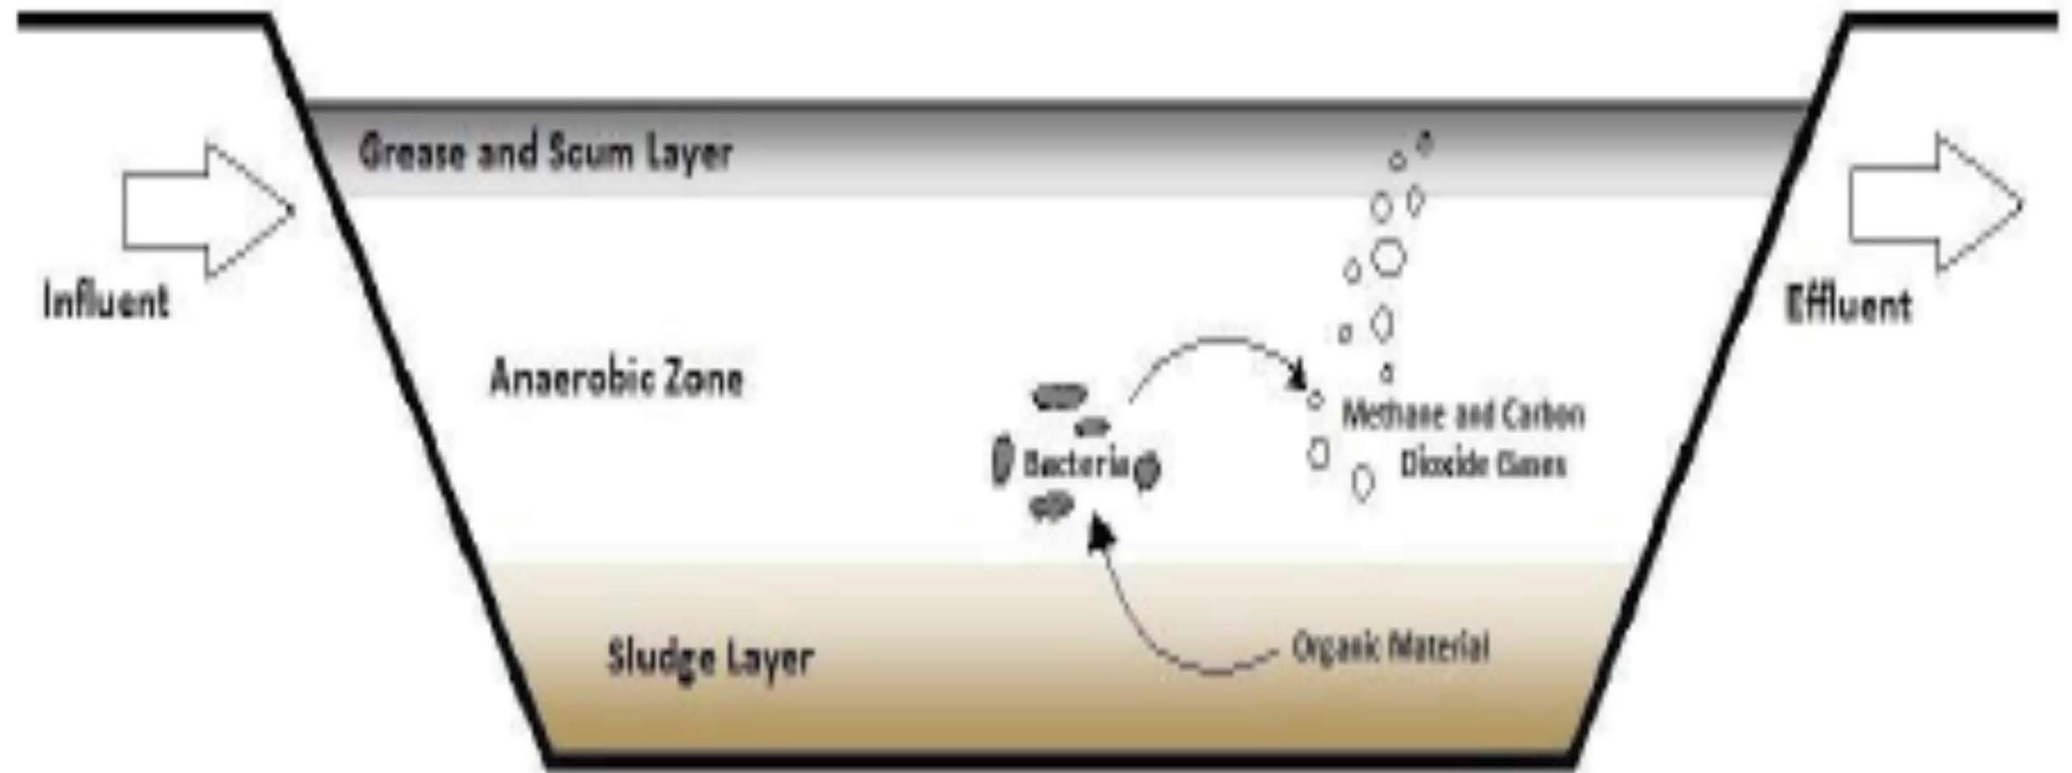 Grease and Scum Layer
Influent
Effluent
Anaerobic Zone
Bacteria
Methane and Carbon
Dioxide Gases
Sludge Layer
Organic Material